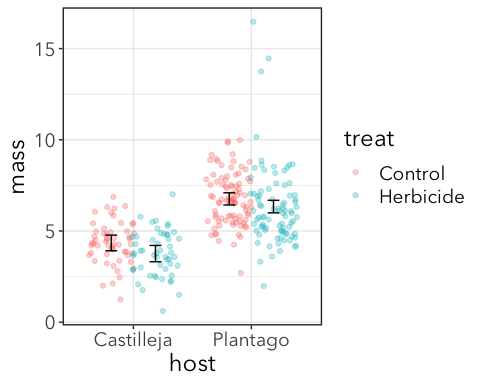 15
10
5
0
mass
Castilleja Plantago
host
treat
Control
Herbicide